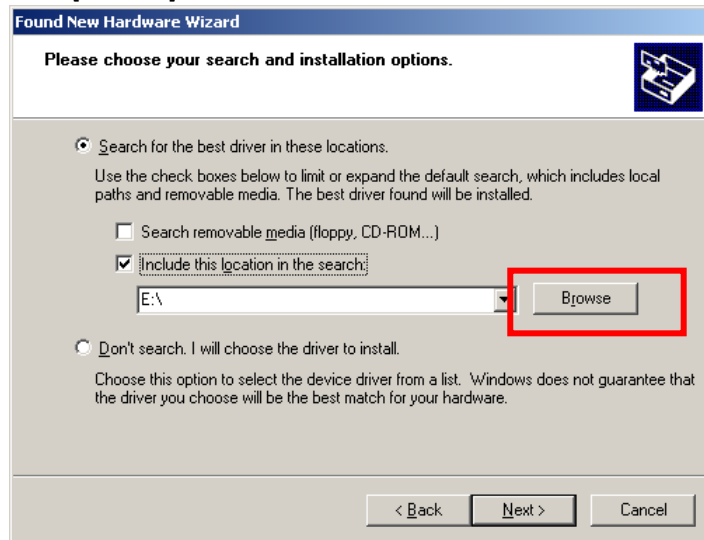 Found New Hardware Wizard
Please choose your search and installation options.
Search for the best driver in these locations.
Use the check boxes below to limit or expand the default search, which includes local
paths and removable media. The best driver found will be installed.
Search removable media (floppy, CD-ROM...)
Include this location in the search:
E:\
Browse
Don't search. I will choose the driver to install.
Choose this option to select the device driver from a list. Windows does not guarantee that
the driver you choose will be the best match for your hardware.
< Back Next > Cancel